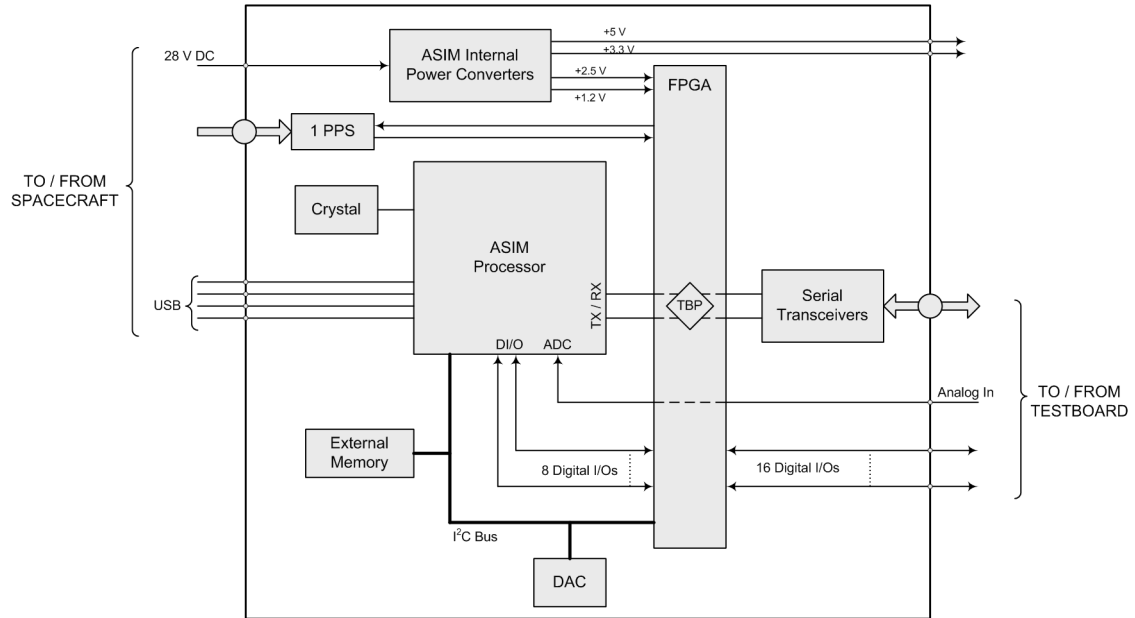 +5 V
ASIM Internal
Power Converters
28 V DC
+3.3 V
+2.5 V
FPGA
+1.2 V
1 PPS
TO / FROM
SPACECRAFT
Crystal
ASIM
Processor
USB
TX / RX
TBP
Serial
Transceivers
DI/O
ADC
Analog In
TO / FROM
TESTBOARD
External
Memory
8 Digital I/Os
16 Digital I/Os
I²C Bus
DAC